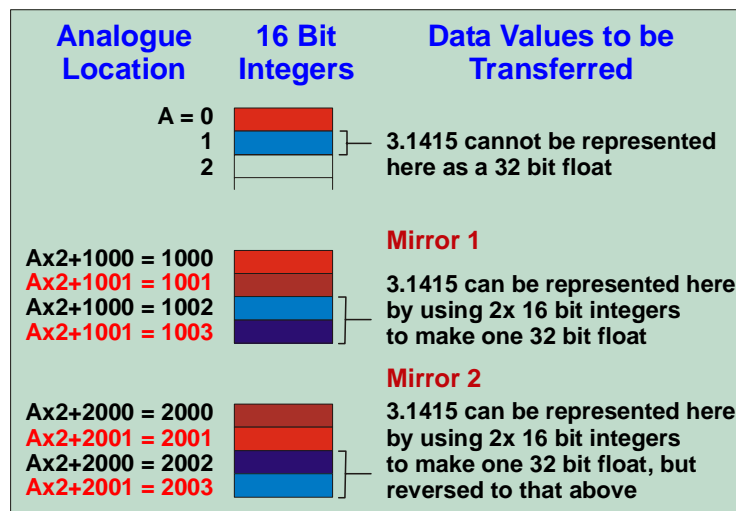 Analogue Location
16 Bit Integers
Data Values to be Transferred
A = 0
1
2
3.1415 cannot be represented
here as a 32 bit float
Mirror 1
Ax2+1000 = 1000
Ax2+1001 = 1001
Ax2+1000 = 1002
Ax2+1001 = 1003
3.1415 can be represented here
by using 2x 16 bit integers
to make one 32 bit float
Mirror 2
Ax2+2000 = 2000
Ax2+2001 = 2001
Ax2+2000 = 2002
Ax2+2001 = 2003
3.1415 can be represented here
by using 2x 16 bit integers
to make one 32 bit float, but
reversed to that above